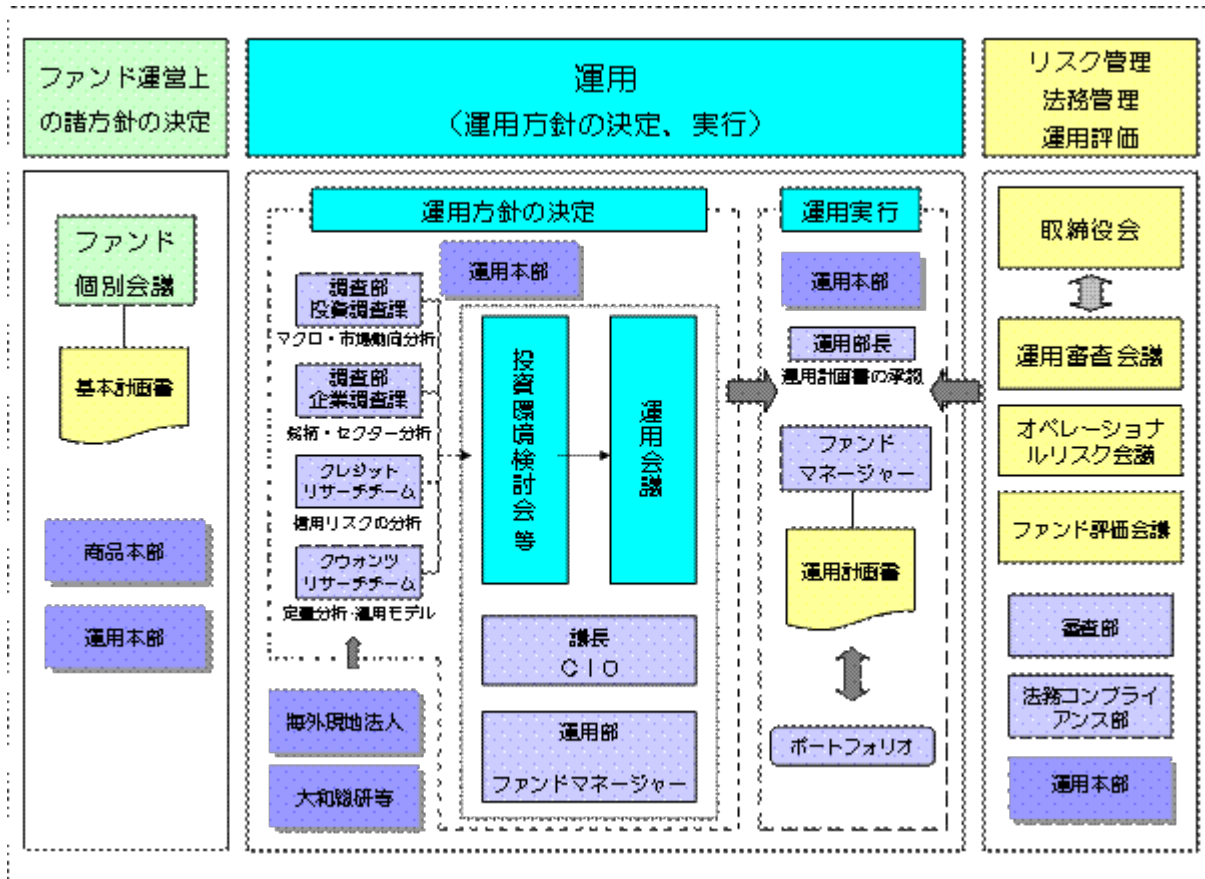 ファンド運営上
の諸方針の決定
運用
（運用方針の決定、実行）
リスク管理
法務管理
運用評価
ファンド
個別会議
基本計画書
商品本部
運用本部
運用方針の決定
運用本部
調査部
投資調査課
マクロ・市場動向分析
調査部
企業調査課
銘柄・セクター分析
クレジット
リサーチチーム
信用リスクの分析
クウォンツ
リサーチチーム
定量分析・運用モデル
海外現地法人
大和総研等
投資環境検討会等
運用会議
議長
ＣＩＯ
運用部
ファンドマネージャー
運用実行
運用本部
運用部長
運用計画書の承認
ファンド
マネージャー
運用計画書
ポートフォリオ
取締役会
運用審査会議
オペレーショナ
ルリスク会議
ファンド評価会議
審査部
法務コンプライ
アンス部
運用本部